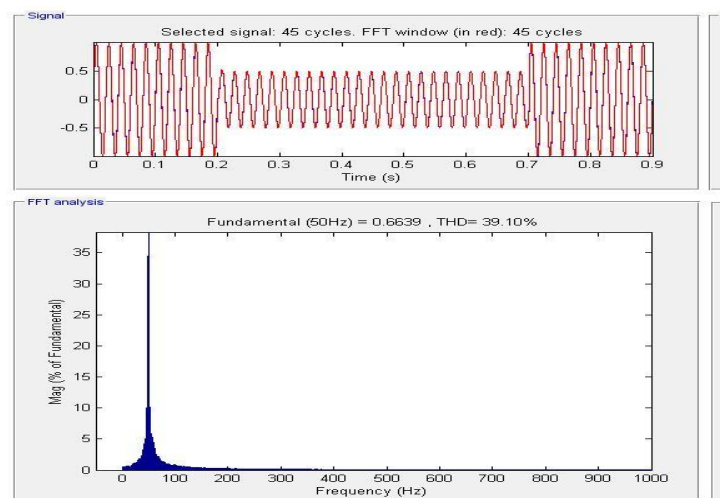 Signal
Selected signal: 45 cycles. FFT window (in red): 45 cycles
0.5
0
-0.5
0 0.1 0.2 0.3 0.4 0.5 0.6 0.7 0.8 0.9
Time (s)
FFT analysis
Fundamental (50Hz) = 0.6639 , THD= 39.10%
35
30
25
20
15
10
5
0
Mag (% of Fundamental)
0 100 200 300 400 500 600 700 800 900 1000
Frequency (Hz)